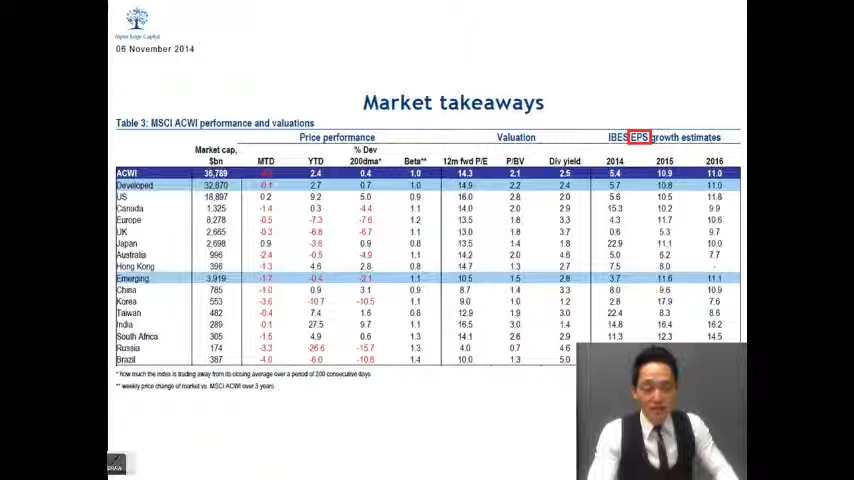 Alpha Judge Capital
06 November 2014
Market takeaways
Table 3: MSCI ACWI performance and valuations
Price performance Valuation IBES EPS growth estimates
Market cap, $bn MTD YTD % Dev 200dma* Beta** 12m fwd P/E P/BV Div yield 2014 2015 2016
ACWI 36,789 2.4 0.4 1.0 14.3 2.1 2.5 5.4 10.9 11.0
Developed 32,870 -0.1 2.7 0.7 1.0 14.9 2.2 2.4 5.7 10.8 11.0
US 18,897 0.2 9.2 5.0 0.9 16.0 2.8 2.0 5.6 10.5 11.8
Canada 1,325 -1.4 0.3 -4.4 1.1 14.0 2.0 2.9 15.3 10.2 9.9
Europe 8,278 -0.5 -7.3 -7.6 1.2 13.5 1.8 3.3 4.3 11.7 10.6
UK 2,665 -0.3 -6.8 -6.7 1.1 13.0 1.8 3.7 0.6 5.3 9.7
Japan 2,698 0.9 -3.6 0.9 0.8 13.5 1.4 1.8 22.9 11.1 10.0
Australia 996 -2.4 -0.5 -4.9 1.1 14.2 2.0 4.6 5.0 6.2 7.7
Hong Kong 396 -1.3 4.6 2.8 0.8 14.7 1.3 2.7 7.5 8.0 -
Emerging 3,919 -1.7 -0.4 -2.1 1.1 10.5 1.5 2.8 3.7 11.6 11.1
China 785 -1.0 0.9 3.1 0.9 8.7 1.4 3.3 8.0 9.6 10.9
Korea 553 -3.6 -10.7 -10.5 1.1 9.0 1.0 1.2 2.8 17.9 7.6
Taiwan 482 -0.4 7.4 1.6 0.8 12.9 1.9 3.0 22.4 8.3 8.6
India 289 -0.1 27.5 9.7 1.1 16.5 3.0 1.4 14.8 16.4 16.2
South Africa 305 -1.5 4.9 0.6 1.3 14.1 2.6 2.9 11.3 12.3 14.5
Russia 174 -3.3 -26.6 -15.7 1.3 4.0 0.7 4.6
Brazil 387 -4.0 -6.0 -10.6 1.4 10.0 1.3 5.0
* how much the index is trading away from its closing average over a period of 200 consecutive days
** weekly price change of market vs. MSCI ACWI over 3 years
DRAW